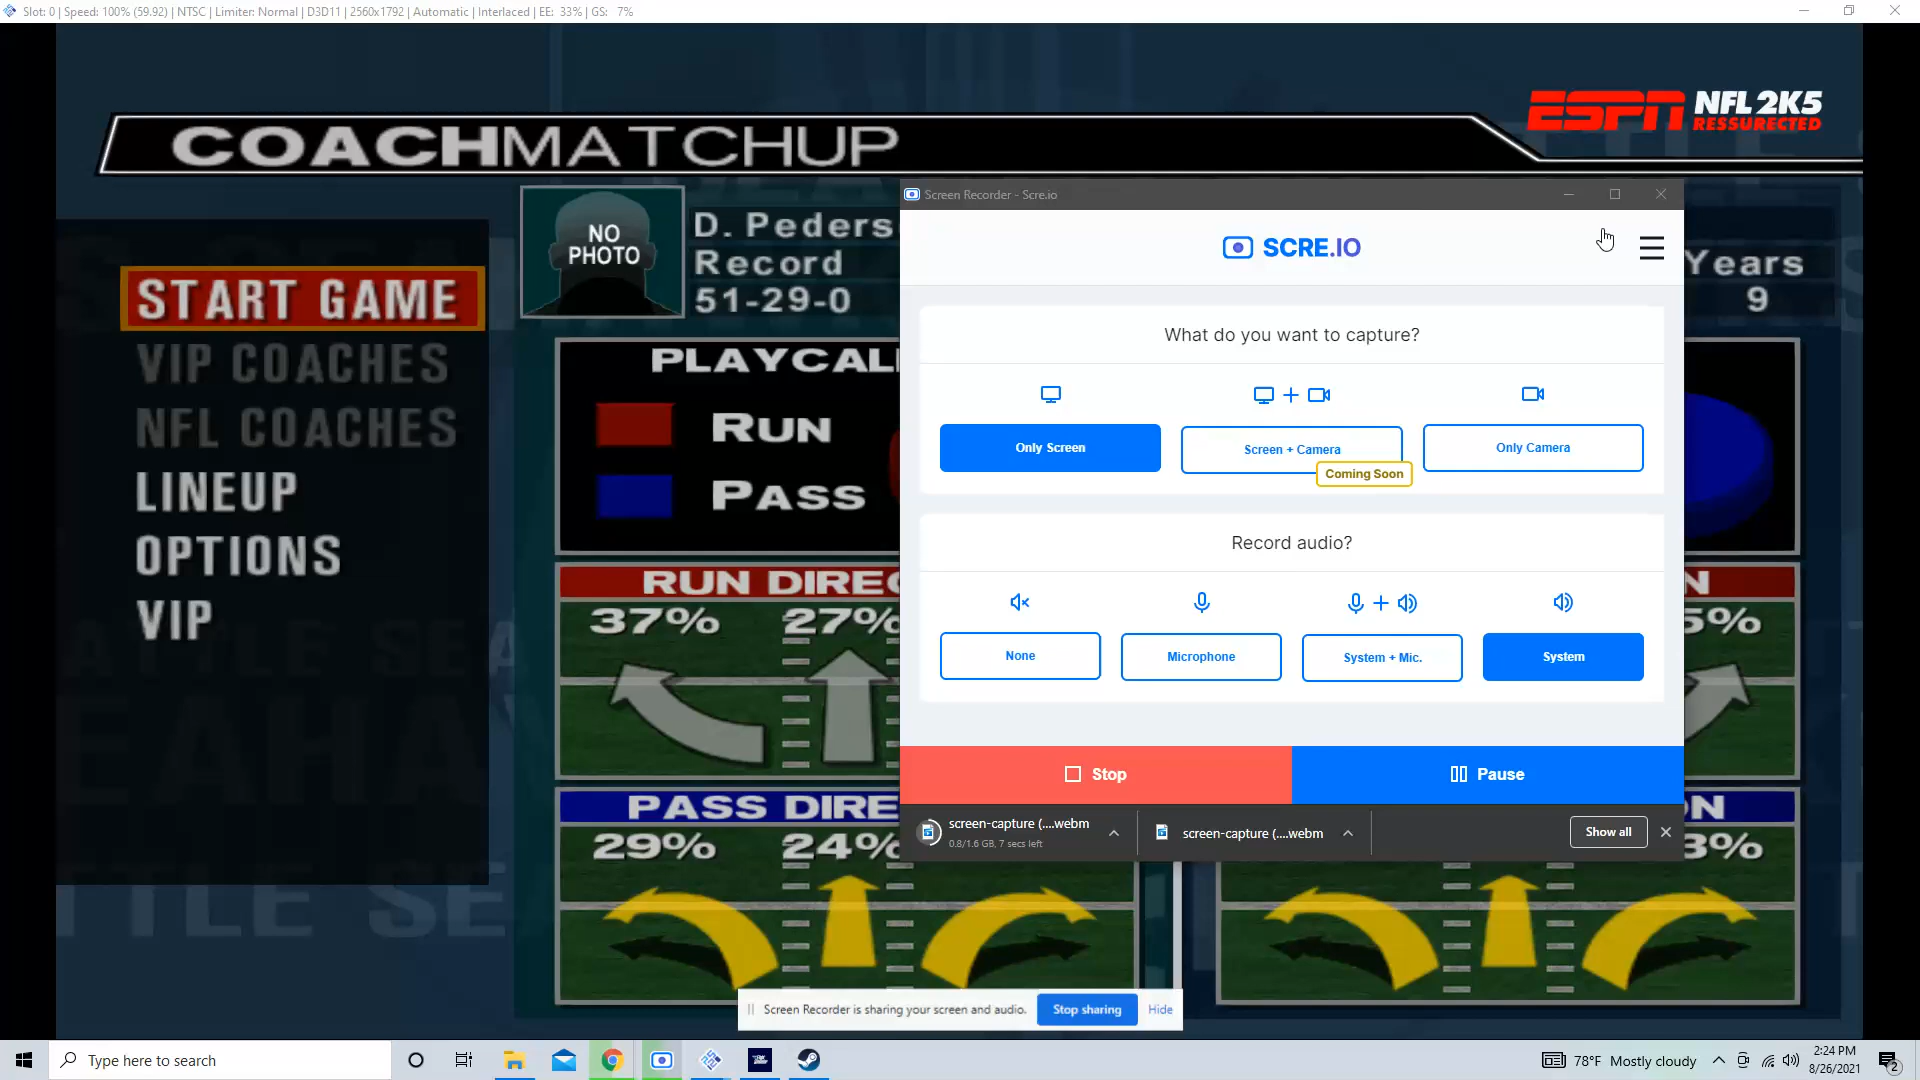 Slot: 0 | Speed: 100% (59.92) | NTSC | Limiter: Normal | D3D11 | 2560x1792 | Automatic | Interlaced | EE: 33% | GS: 7%
ESPN NFL 2K5
RESSURECTED
COACHMATCHUP
Screen Recorder - Scre.io
NO
PHOTO
D. Peders
Record
51-29-0
SCRE.IO
Years
9
START GAME
VIP COACHES
NFL COACHES
LINEUP
OPTIONS
VIP
PLAYCAL
RUN
PASS
What do you want to capture?
Only Screen
Screen + Camera
Only Camera
Coming Soon
Record audio?
None
Microphone
System + Mic.
System
RUN DIREC
N
37%
27%
5%
Stop
Pause
PASS DIRE
ON
screen-capture (....webm
0.8/1.6 GB, 7 secs left
screen-capture (....webm
Show all
29%
24%
3%
Screen Recorder is sharing your screen and audio.
Stop sharing
Hide
Type here to search
78°F Mostly cloudy
2:24 PM
8/26/2021
2